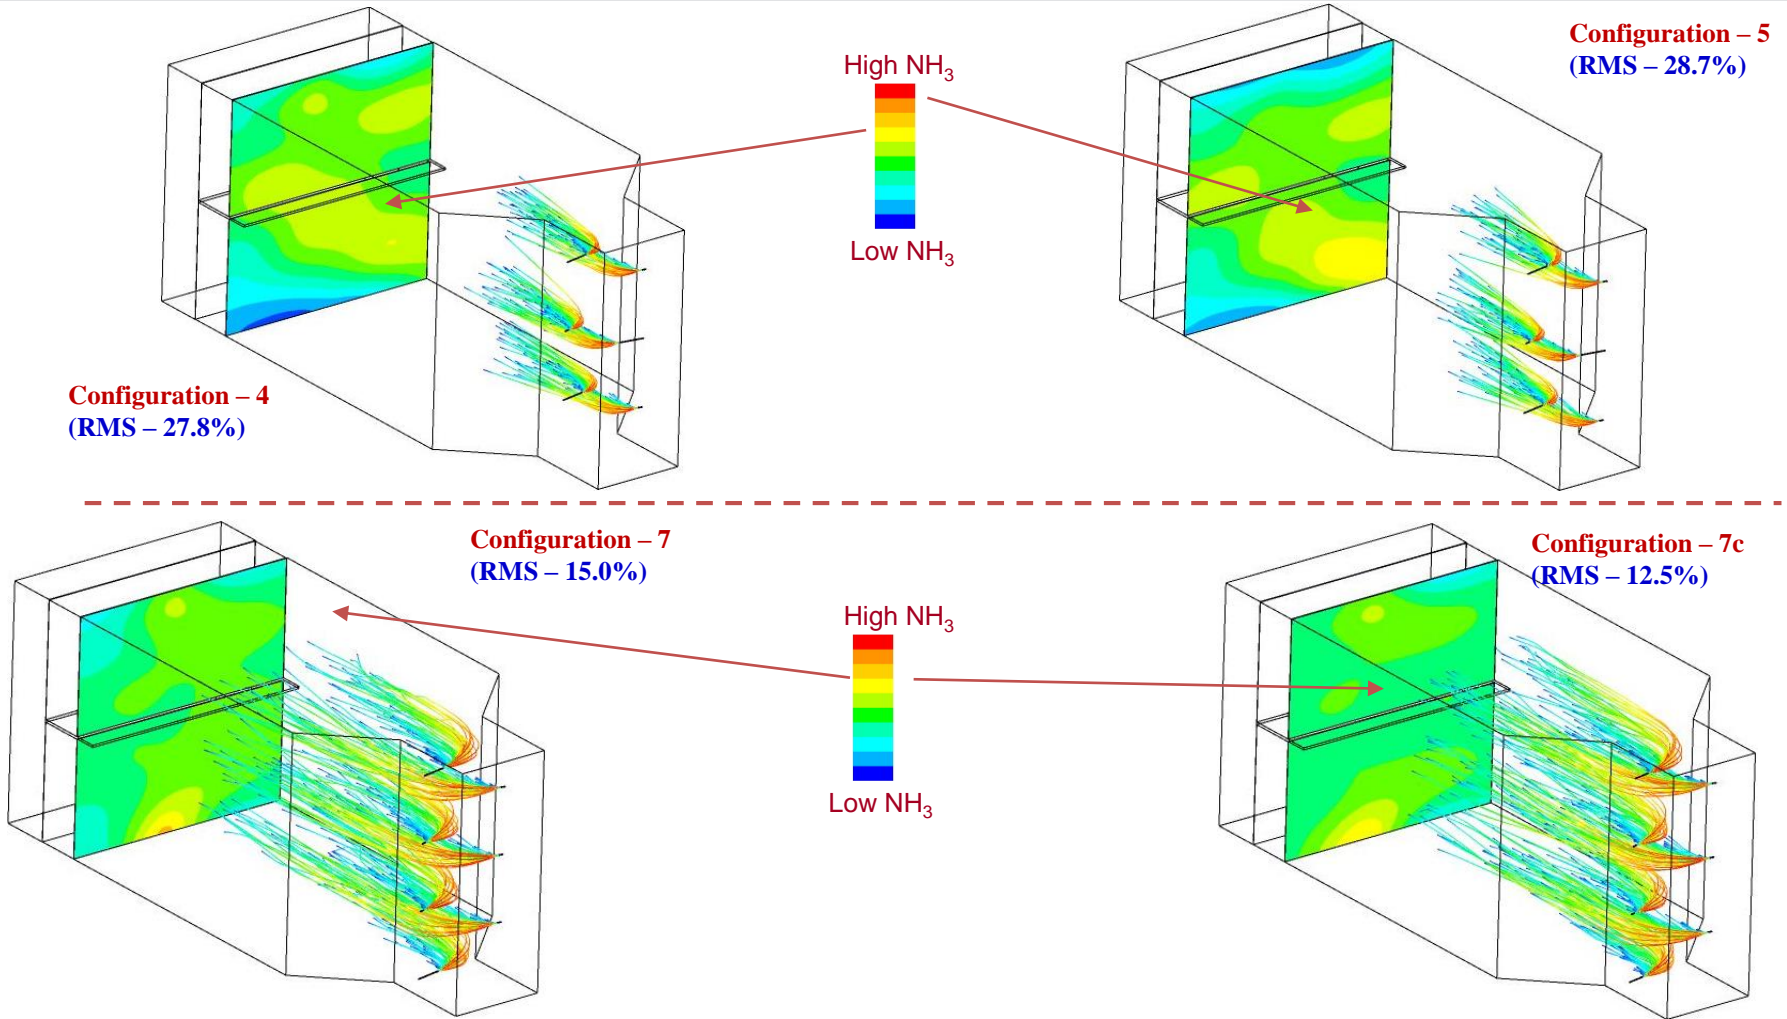 Configuration – 5
(RMS – 28.7%)
High NH₃
Low NH₃
Configuration – 4
(RMS – 27.8%)
Configuration – 7
(RMS – 15.0%)
Configuration – 7c
(RMS – 12.5%)
High NH₃
Low NH₃